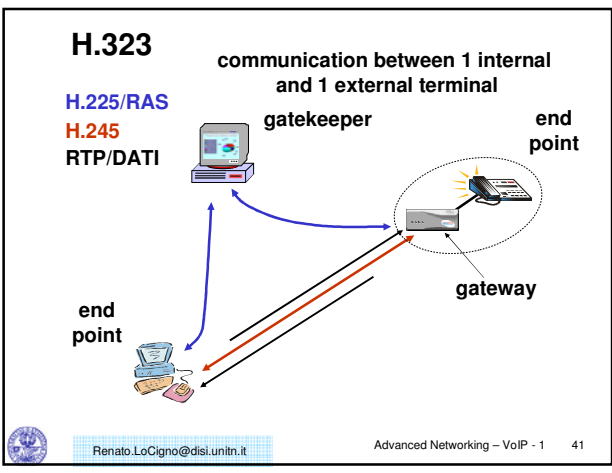 H.323
communication between 1 internal
and 1 external terminal
H.225/RAS
H.245
RTP/DATI
gatekeeper
end
point
gateway
end
point
Renato.LoCigno@disi.unitn.it
Advanced Networking – VoIP - 1
41